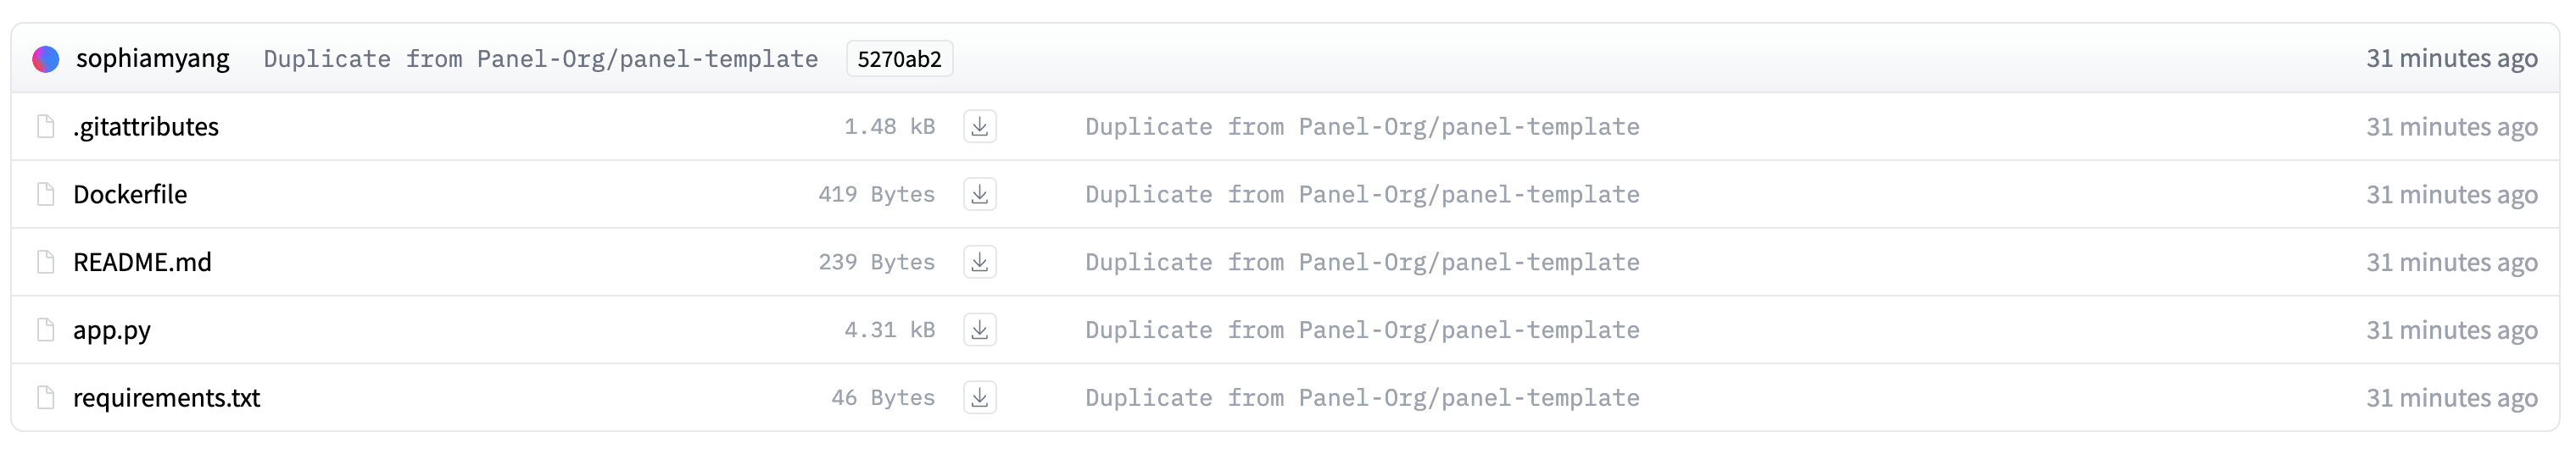 sophiamyang Duplicate from Panel-Org/panel-template 5270ab2 31 minutes ago
.gitattributes 1.48 kB Duplicate from Panel-Org/panel-template 31 minutes ago
Dockerfile 419 Bytes Duplicate from Panel-Org/panel-template 31 minutes ago
README.md 239 Bytes Duplicate from Panel-Org/panel-template 31 minutes ago
app.py 4.31 kB Duplicate from Panel-Org/panel-template 31 minutes ago
requirements.txt 46 Bytes Duplicate from Panel-Org/panel-template 31 minutes ago